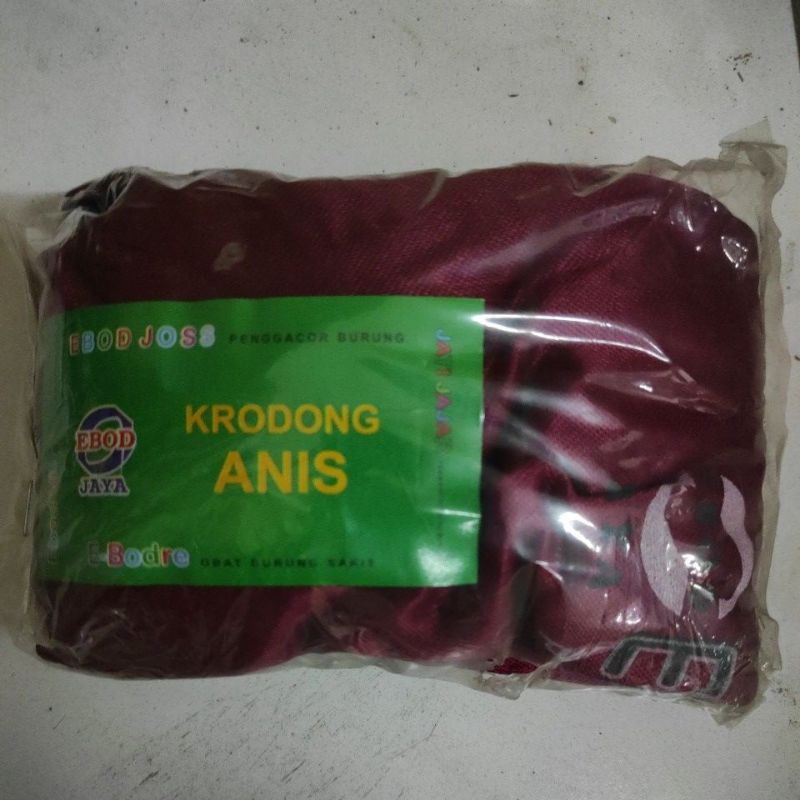 EBOD JOSS PENGGACOR BURUNG
KRODONG
ANIS
EBOD
JAYA
E-Bodre OBAT BURUNG SAKIT